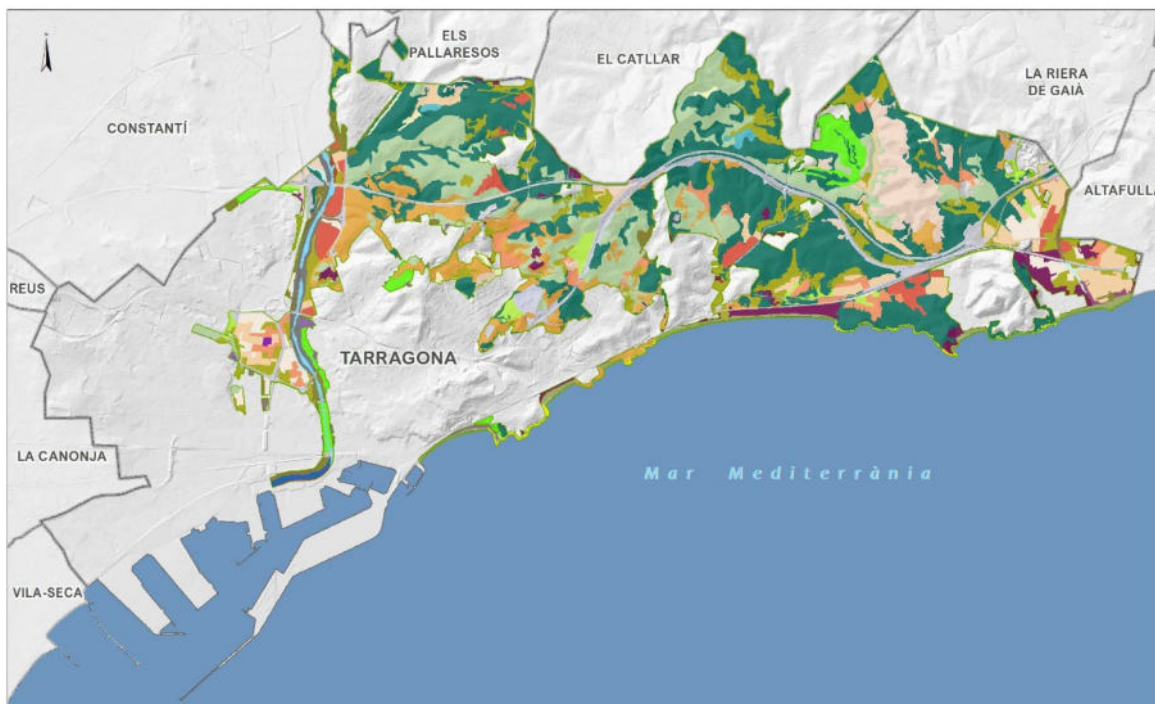 ELS
PALLARESOS
EL CATLLAR
LA RIERA
DE GAIÀ
CONSTANTÍ
ALTAFULLA
REUS
TARRAGONA
LA CANONJA
Mar Mediterrània
VILA-SECA